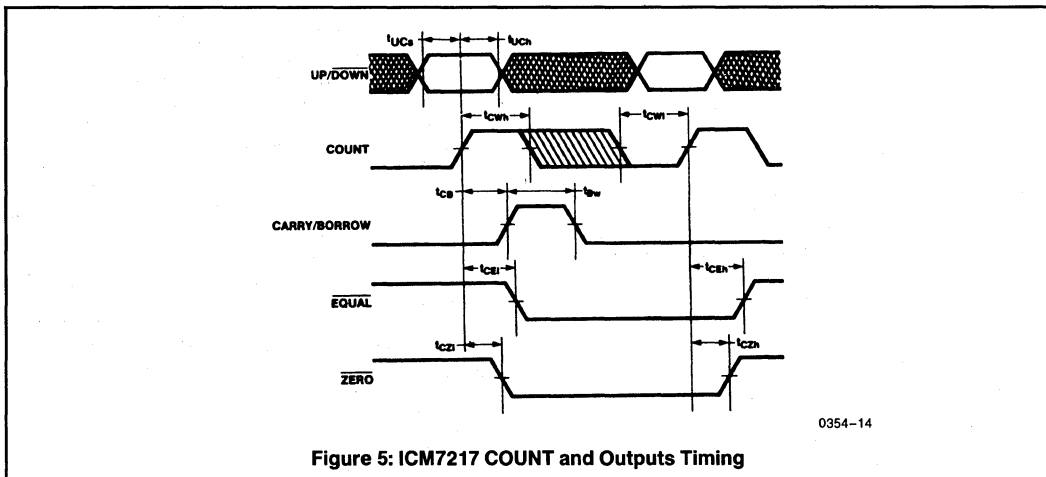 tUCs tUCh
UP/DOWN
tCWh tCWl
COUNT
tCB tBw
CARRY/BORROW
tCEl tCEh
EQUAL
tCZl tCZh
ZERO
0354-14
Figure 5: ICM7217 COUNT and Outputs Timing